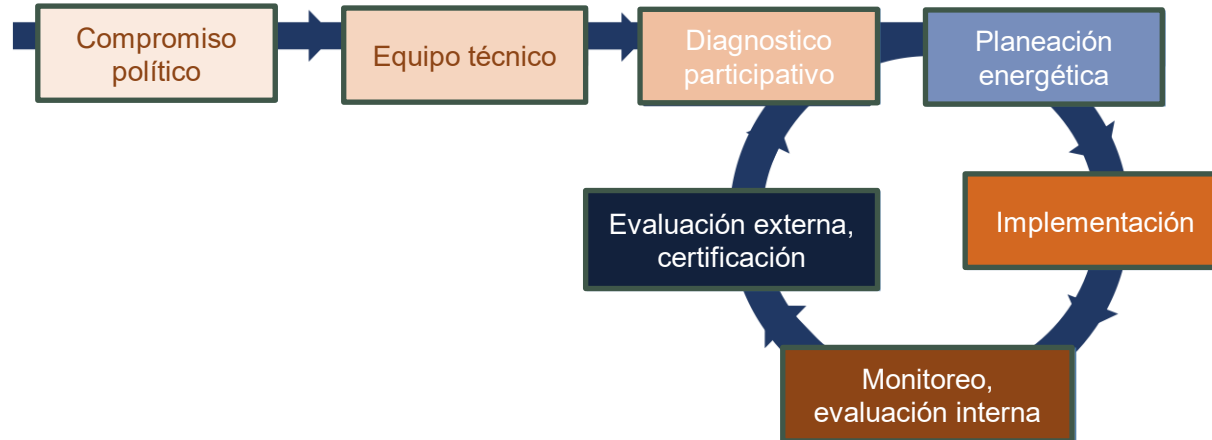 Compromiso
político
Equipo técnico
Diagnostico
participativo
Planeación
energética
Implementación
Monitoreo,
evaluación interna
Evaluación externa,
certificación